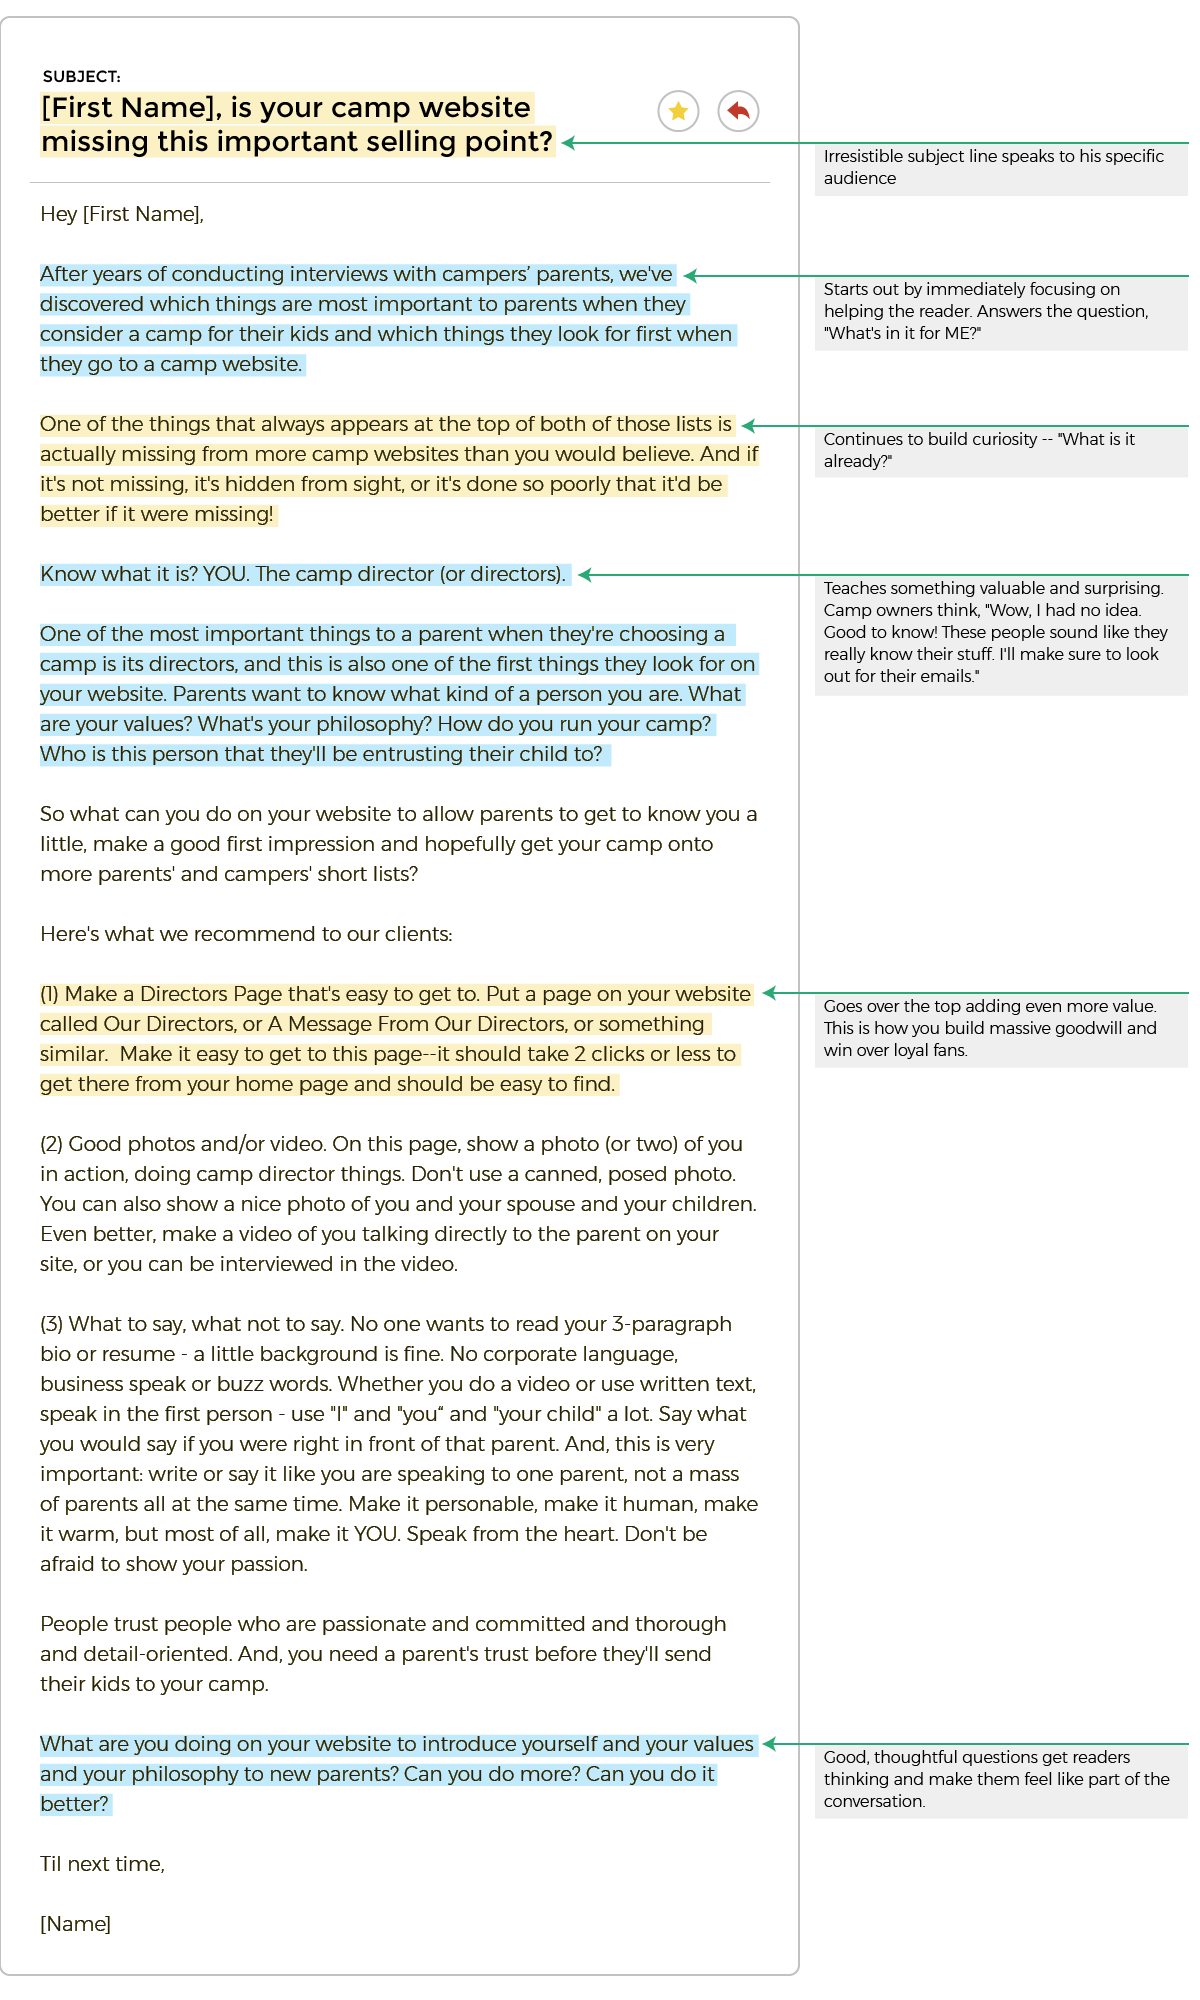 SUBJECT:
[First Name], is your camp website
missing this important selling point?
Irresistible subject line speaks to his specific
audience
Hey [First Name],
After years of conducting interviews with campers’ parents, we've
discovered which things are most important to parents when they
consider a camp for their kids and which things they look for first when
they go to a camp website.
Starts out by immediately focusing on
helping the reader. Answers the question,
"What's in it for ME?"
One of the things that always appears at the top of both of those lists is
actually missing from more camp websites than you would believe. And if
it's not missing, it's hidden from sight, or it's done so poorly that it'd be
better if it were missing!
Continues to build curiosity -- "What is it
already?"
Know what it is? YOU. The camp director (or directors).
Teaches something valuable and surprising.
Camp owners think, "Wow, I had no idea.
Good to know! These people sound like they
really know their stuff. I'll make sure to look
out for their emails."
One of the most important things to a parent when they're choosing a
camp is its directors, and this is also one of the first things they look for on
your website. Parents want to know what kind of a person you are. What
are your values? What's your philosophy? How do you run your camp?
Who is this person that they'll be entrusting their child to?
So what can you do on your website to allow parents to get to know you a
little, make a good first impression and hopefully get your camp onto
more parents' and campers' short lists?
Here's what we recommend to our clients:
(1) Make a Directors Page that's easy to get to. Put a page on your website
called Our Directors, or A Message From Our Directors, or something
similar.  Make it easy to get to this page--it should take 2 clicks or less to
get there from your home page and should be easy to find.
Goes over the top adding even more value.
This is how you build massive goodwill and
win over loyal fans.
(2) Good photos and/or video. On this page, show a photo (or two) of you
in action, doing camp director things. Don't use a canned, posed photo.
You can also show a nice photo of you and your spouse and your children.
Even better, make a video of you talking directly to the parent on your
site, or you can be interviewed in the video.
(3) What to say, what not to say. No one wants to read your 3-paragraph
bio or resume - a little background is fine. No corporate language,
business speak or buzz words. Whether you do a video or use written text,
speak in the first person - use "I" and "you“ and "your child" a lot. Say what
you would say if you were right in front of that parent. And, this is very
important: write or say it like you are speaking to one parent, not a mass
of parents all at the same time. Make it personable, make it human, make
it warm, but most of all, make it YOU. Speak from the heart. Don't be
afraid to show your passion.
People trust people who are passionate and committed and thorough
and detail-oriented. And, you need a parent's trust before they'll send
their kids to your camp.
What are you doing on your website to introduce yourself and your values
and your philosophy to new parents? Can you do more? Can you do it
better?
Good, thoughtful questions get readers
thinking and make them feel like part of the
conversation.
Til next time,
[Name]